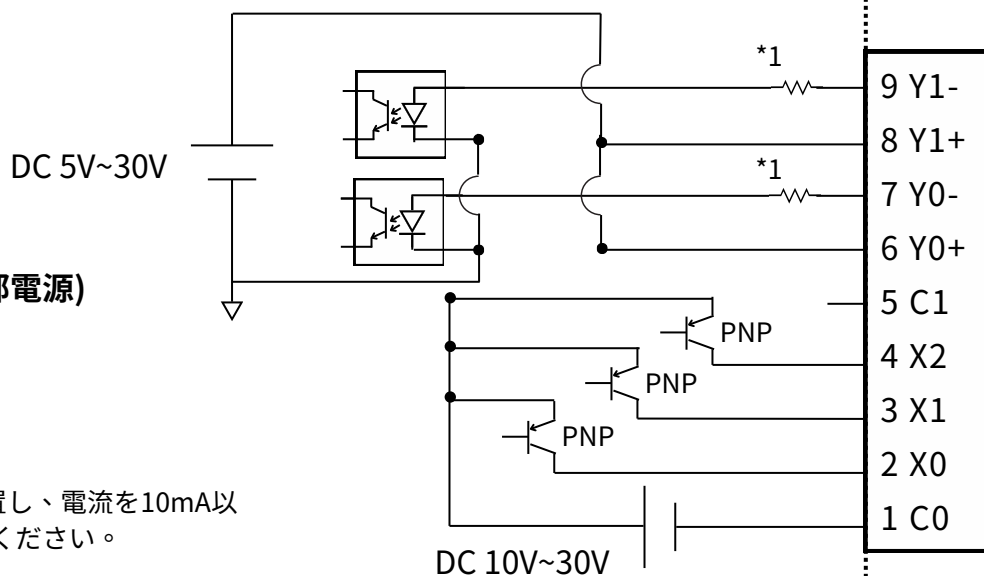 *1
9 Y1-
8 Y1+
DC 5V~30V
*1
7 Y0-
6 Y0+
電源)
5 C1
PNP
4 X2
PNP
3 X1
PNP
2 X0
置し、電流を10mA以
ください。
1 C0
DC 10V~30V